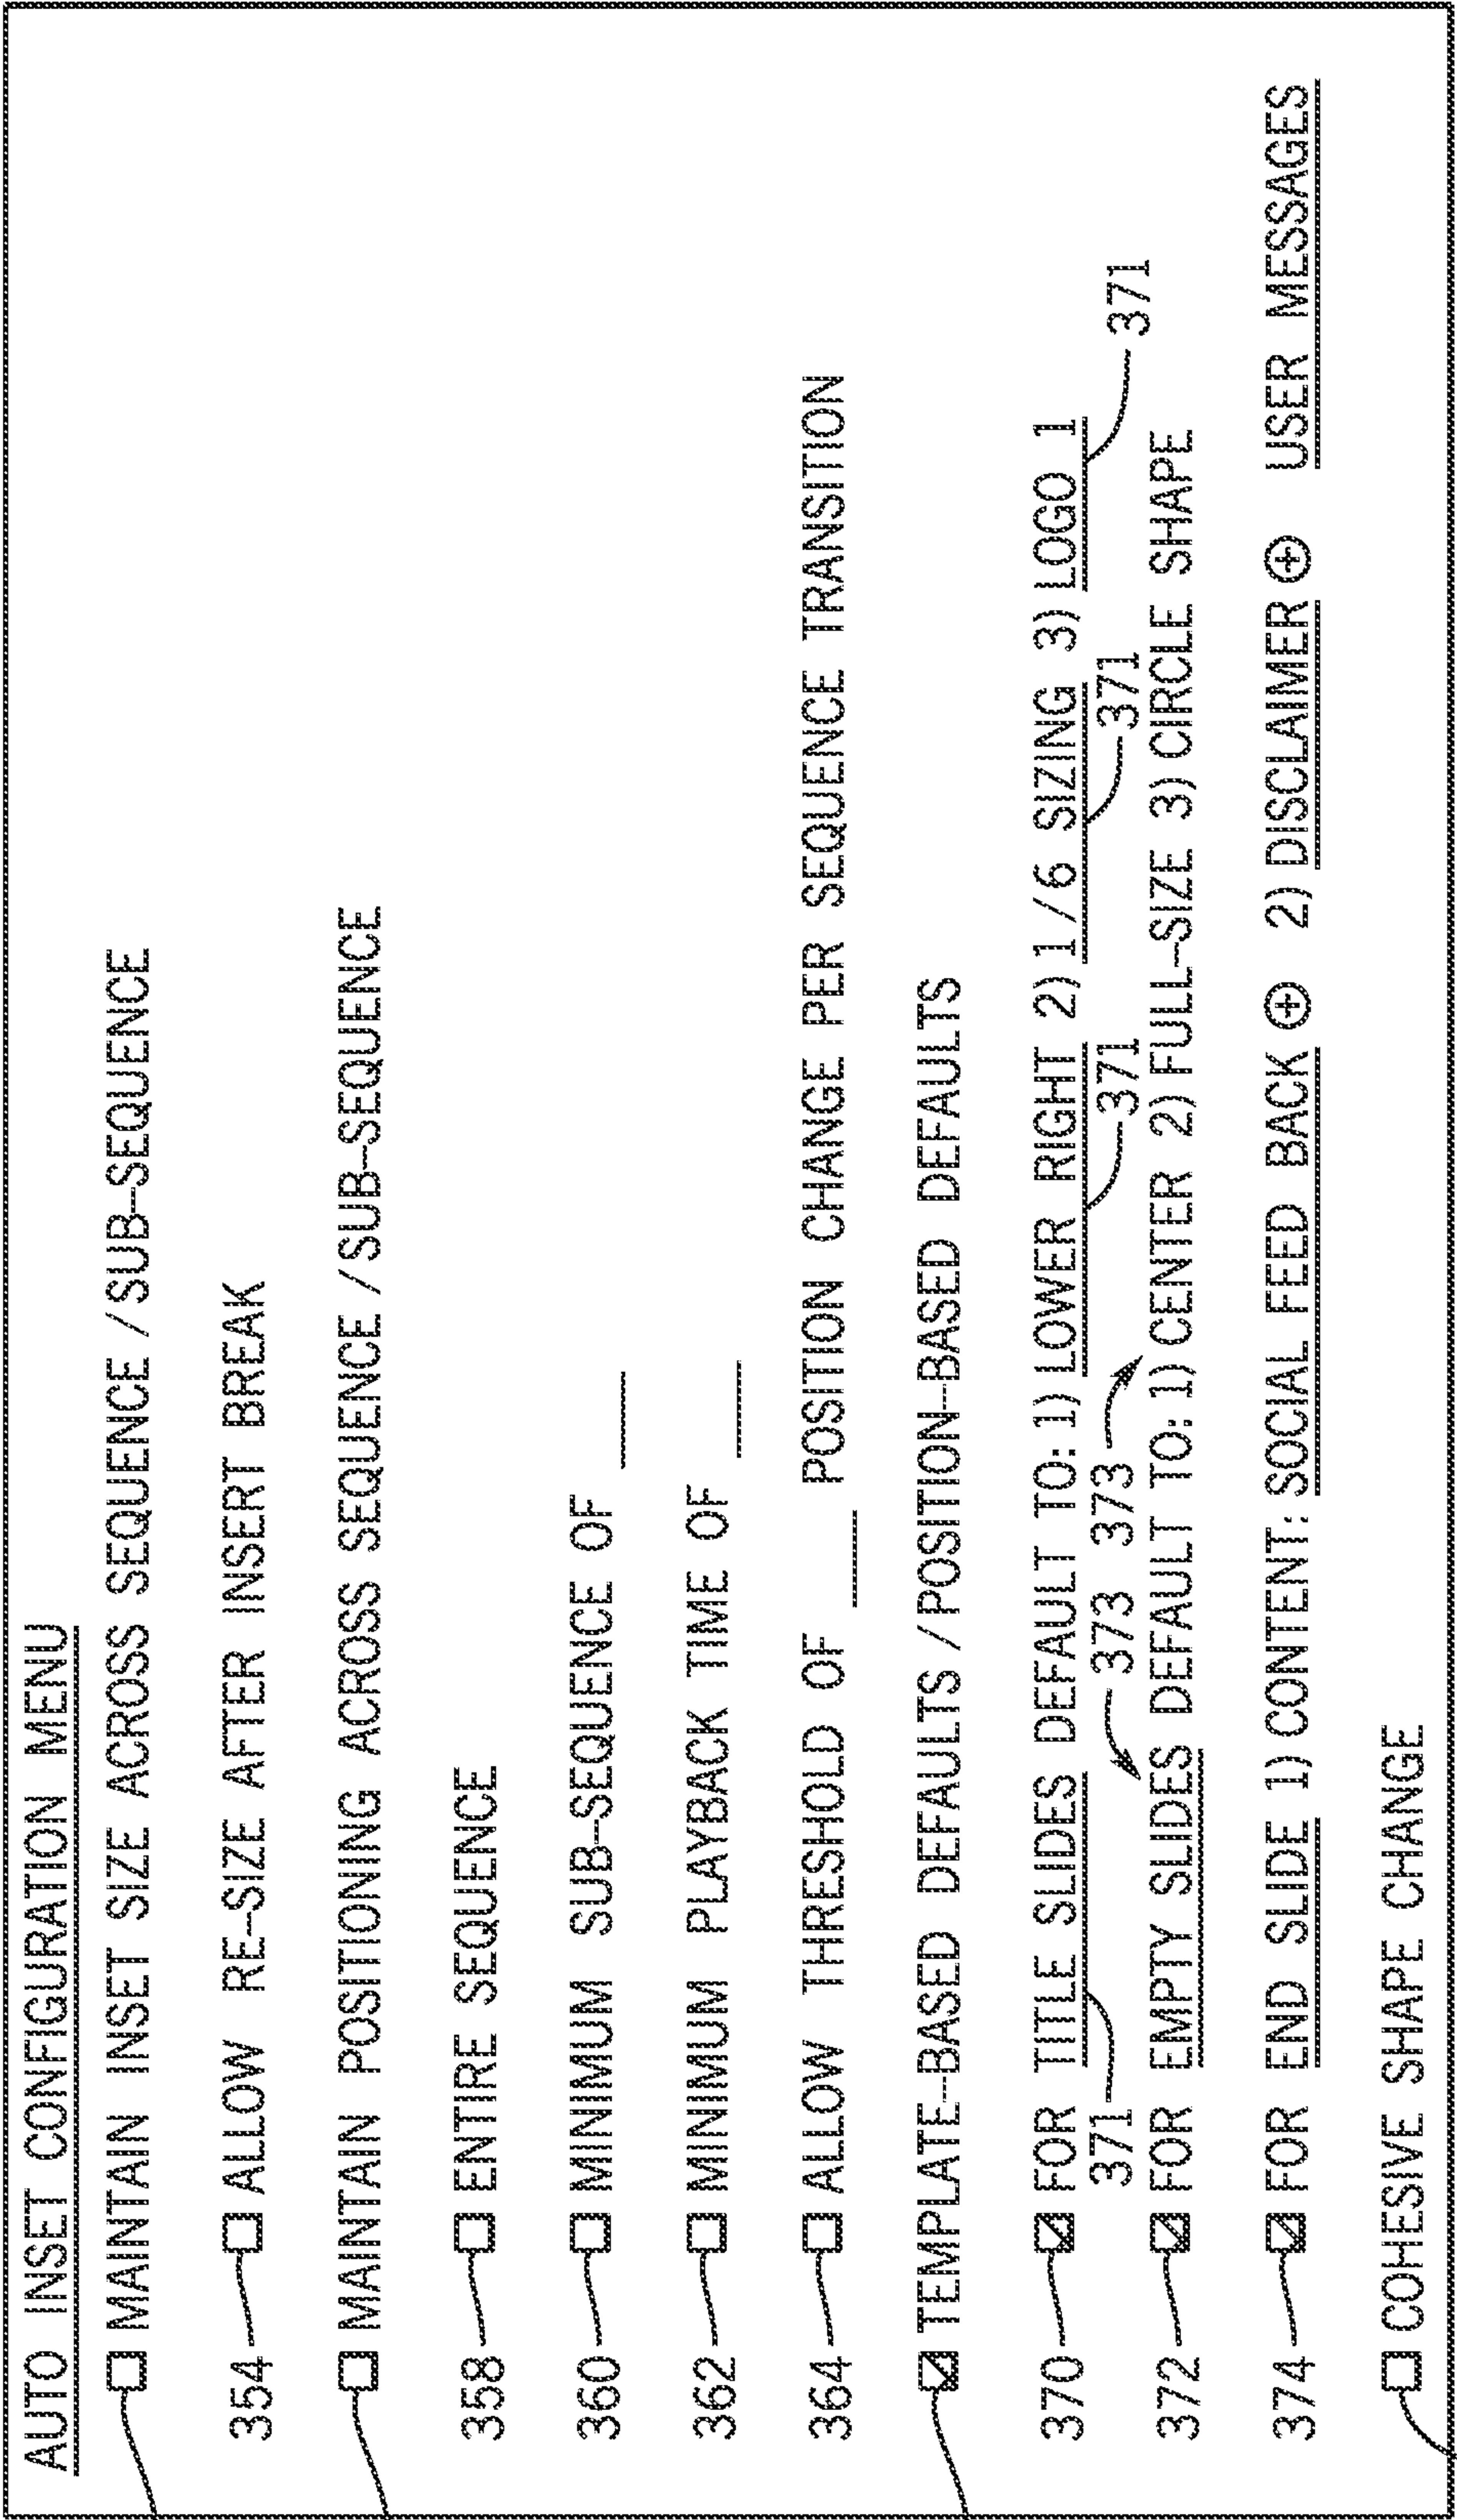 AUTO INSET CONFIGURATION MENU
MAINTAIN INSET SIZE ACROSS SEQUENCE/SUB-SEQUENCE
354 ALLOW RE-SIZE AFTER INSERT BREAK
MAINTAIN POSITIONING ACROSS SEQUENCE/SUB-SEQUENCE
358 ENTIRE SEQUENCE
360 MINIMUM SUB-SEQUENCE OF ____
362 MINIMUM PLAYBACK TIME OF ____
364 ALLOW THRESHOLD OF ____ POSITION CHANGE PER SEQUENCE TRANSITION
TEMPLATE-BASED DEFAULTS/POSITION-BASED DEFAULTS
370 FOR TITLE SLIDES DEFAULT TO: 1) LOWER RIGHT 2) 1/6 SIZING 3) LOGO 1
371 373 373 371 371 371
372 FOR EMPTY SLIDES DEFAULT TO: 1) CENTER 2) FULL-SIZE 3) CIRCLE SHAPE
374 FOR END SLIDE 1) CONTENT: SOCIAL FEED BACK ⊕ 2) DISCLAIMER ⊕ USER MESSAGES
COHESIVE SHAPE CHANGE